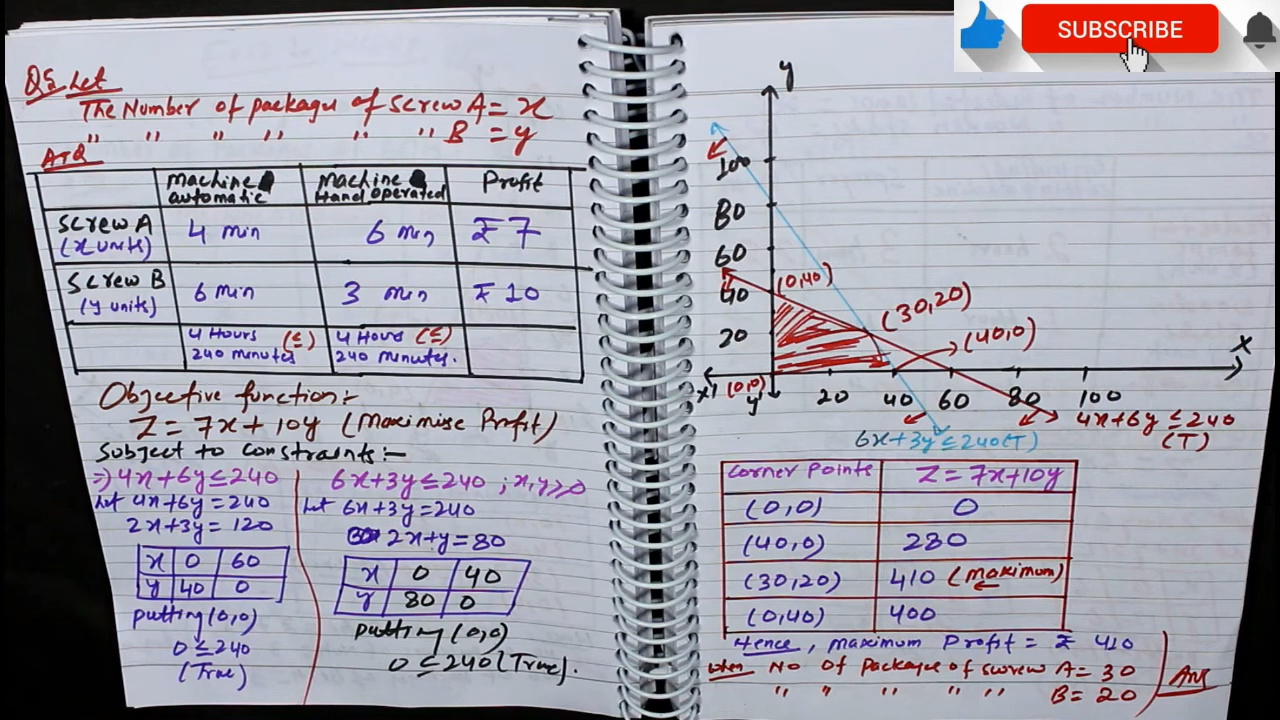 SUBSCRIBE
Q5. Let
The Number of package of screw A = x
" " " " " " B = y
ATQ
Machine automatic Machine Hand operated Profit
Screw A (x units) 4 min 6 min ₹ 7
Screw B (y units) 6 min 3 min ₹ 10
4 Hours (≤) 240 minutes 4 Hours (≤) 240 minutes.
Objective function:-
Z = 7x + 10y (Maximise Profit)
Subject to constraints:-
⇒ 4x + 6y ≤ 240
Let 4x + 6y = 240
2x + 3y = 120
x 0 60
y 40 0
putting (0,0)
0 ≤ 240
(True)
6x + 3y ≤ 240 ; x, y ≥ 0
Let 6x + 3y = 240
2x + y = 80
x 0 40
y 80 0
putting (0,0)
0 ≤ 240 (True).
y
100
80
60
40
20
(0,40)
(30,20)
(40,0)
X
x' (0,0) y' 20 40 60 80 100
4x + 6y ≤ 240
(T)
6x + 3y ≤ 240 (T)
Corner Points Z = 7x + 10y
(0,0) 0
(40,0) 280
(30,20) 410 (maximum)
(0,40) 400
Hence, maximum Profit = ₹ 410
when No of Package of screw A = 30
" " " " " B = 20
Ans